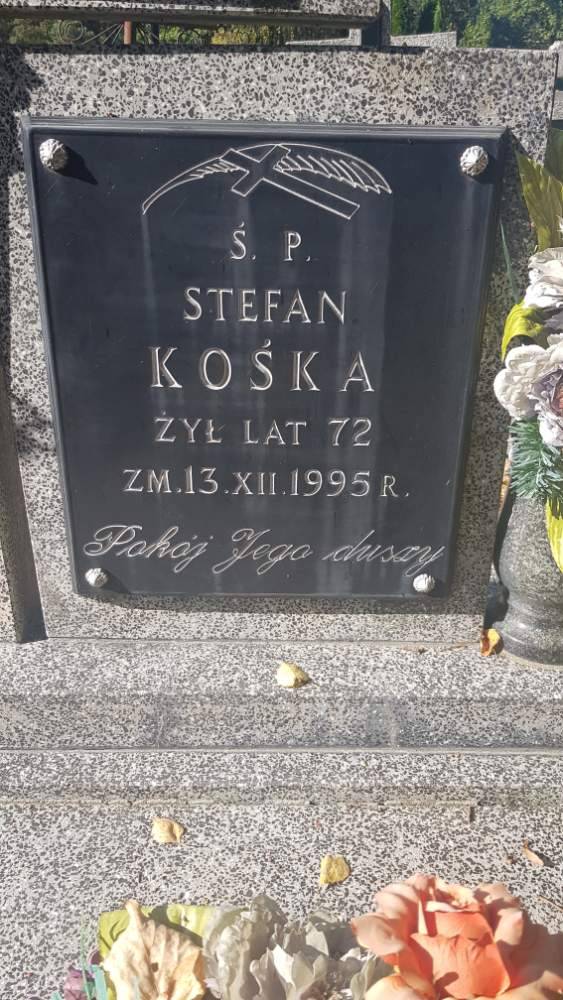 Ś. P.
STEFAN
KOŚKA
ŻYŁ LAT 72
ZM. 13.XII.1995 R.
Pokój Jego duszy